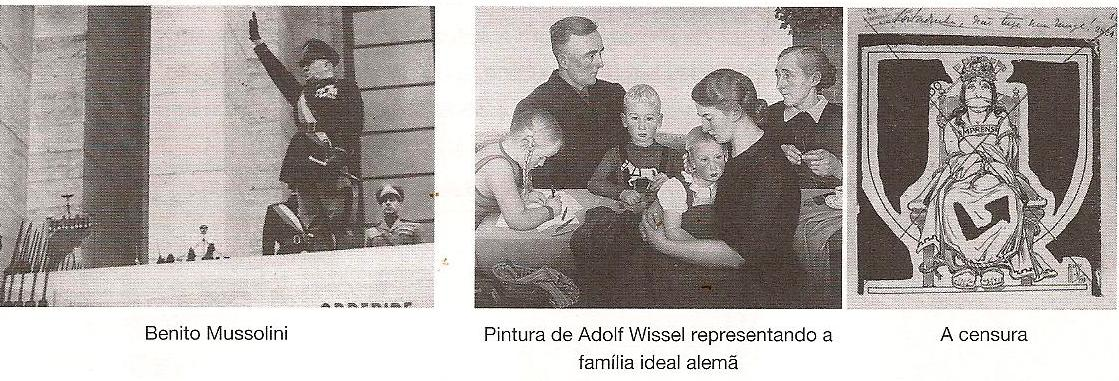 IMPRENSA
Benito Mussolini
Pintura de Adolf Wissel representando a
família ideal alemã
A censura